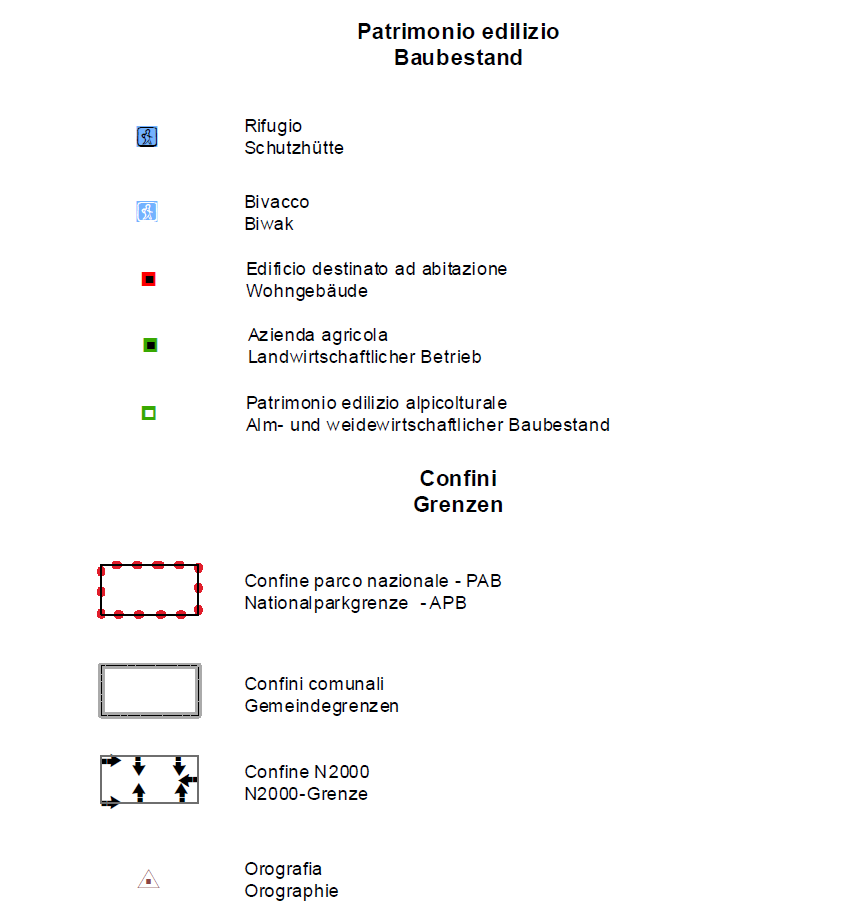 Patrimonio edilizio
Baubestand
Rifugio
Schutzhütte
Bivacco
Biwak
Edificio destinato ad abitazione
Wohngebäude
Azienda agricola
Landwirtschaftlicher Betrieb
Patrimonio edilizio alpicolturale
Alm- und weidewirtschaftlicher Baubestand
Confini
Grenzen
Confine parco nazionale - PAB
Nationalparkgrenze - APB
Confini comunali
Gemeindegrenzen
Confine N2000
N2000-Grenze
Orografia
Orographie